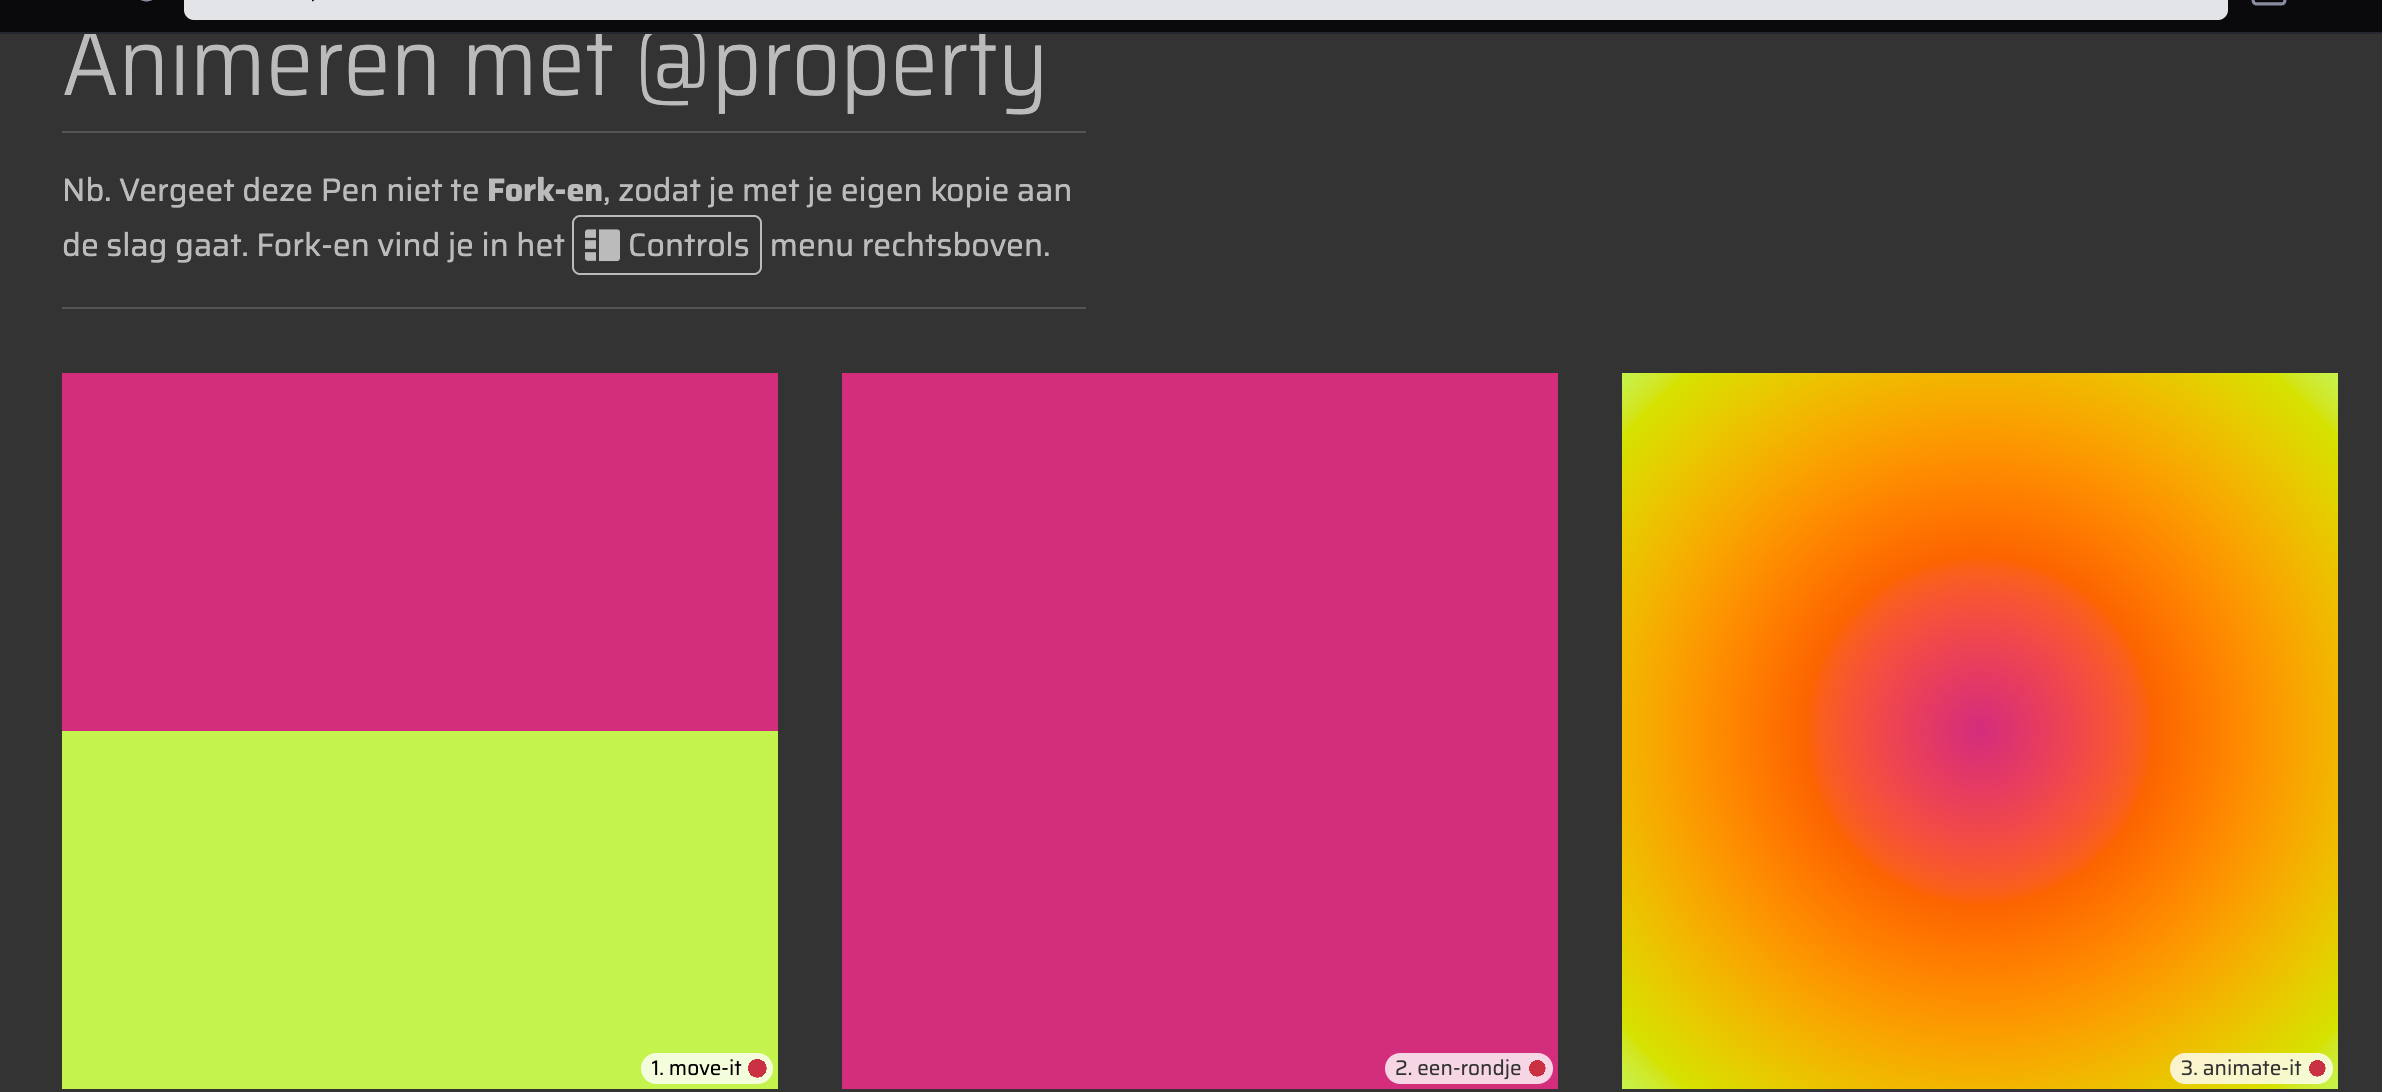 Animeren met @property
Nb. Vergeet deze Pen niet te Fork-en, zodat je met je eigen kopie aan
de slag gaat. Fork-en vind je in het Controls menu rechtsboven.
1. move-it
2. een-rondje
3. animate-it